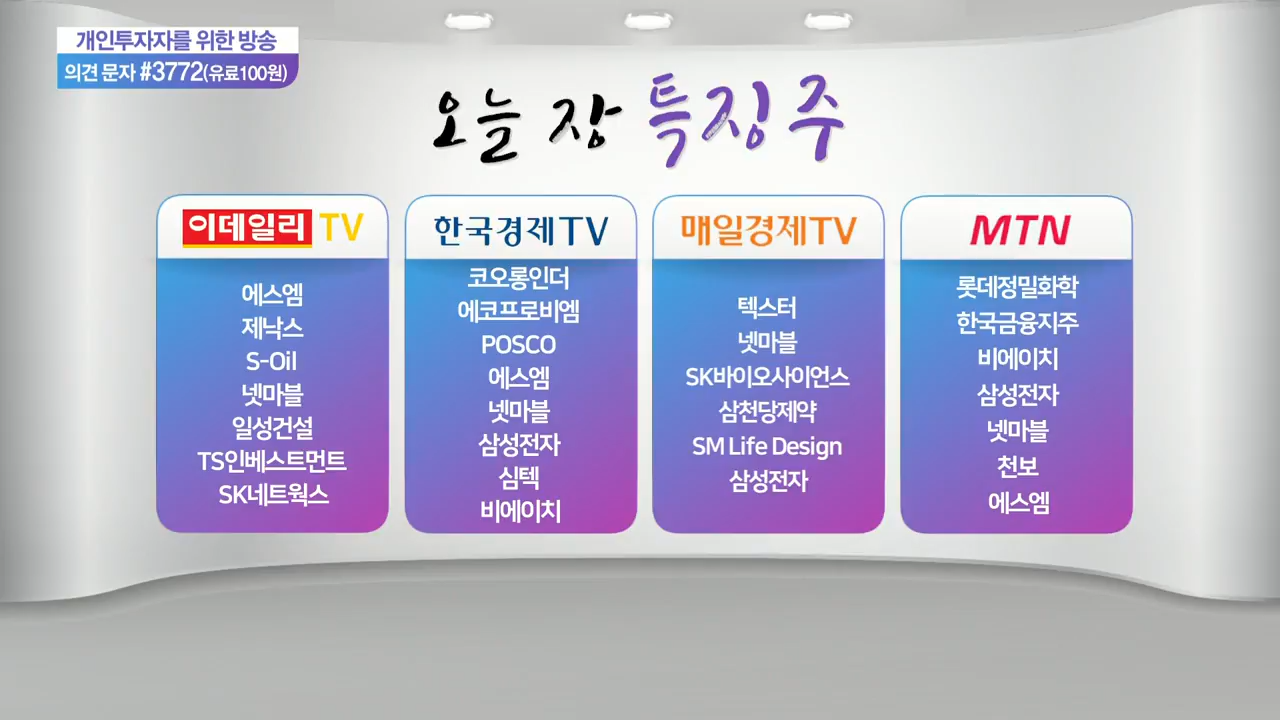 개인투자자를 위한 방송
의견 문자 #3772(유료100원)
오늘 장 특징주
이데일리 TV
에스엠
제낙스
S-Oil
넷마블
일성건설
TS인베스트먼트
SK네트웍스
한국경제TV
코오롱인더
에코프로비엠
POSCO
에스엠
넷마블
삼성전자
심텍
비에이치
매일경제TV
텍스터
넷마블
SK바이오사이언스
삼천당제약
SM Life Design
삼성전자
MTN
롯데정밀화학
한국금융지주
비에이치
삼성전자
넷마블
천보
에스엠